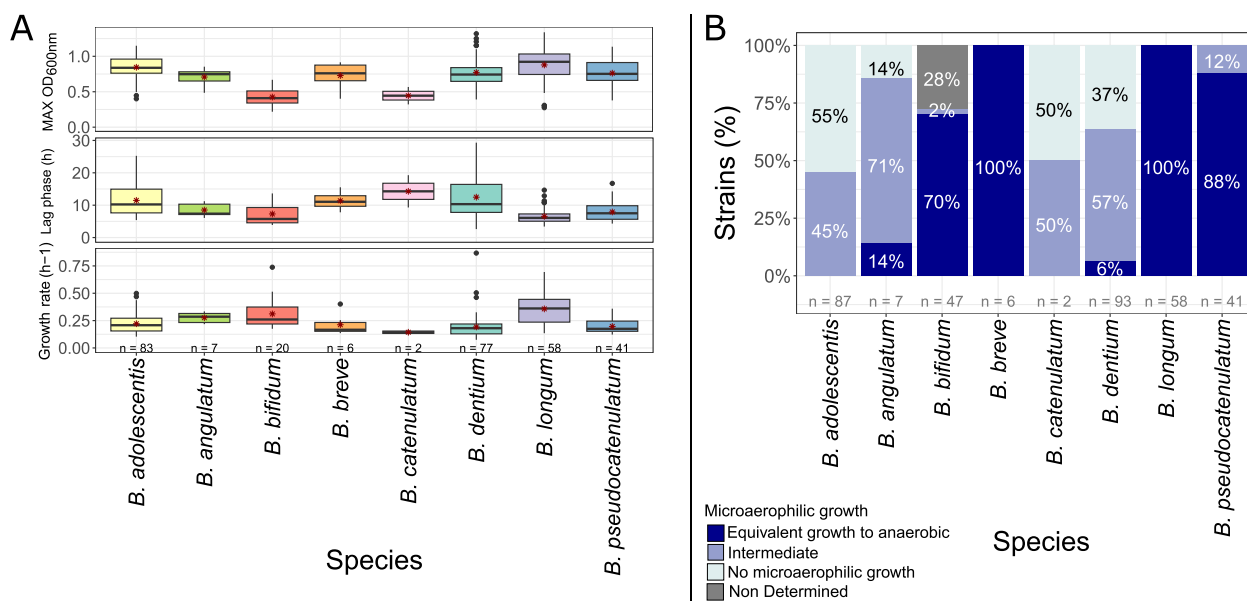 A
MAX OD600nm
1.0
0.5
0.0
Lag phase (h)
30
20
10
0
Growth rate (h−1)
0.75
0.50
0.25
0.00
n = 83
n = 7
n = 20
n = 6
n = 2
n = 77
n = 58
n = 41
B. adolescentis
B. angulatum
B. bifidum
B. breve
B. catenulatum
B. dentium
B. longum
B. pseudocatenulatum
Species
B
Strains (%)
100%
75%
50%
25%
0%
55%
45%
14%
71%
14%
28%
2%
70%
100%
50%
50%
37%
57%
6%
100%
12%
88%
n = 87
n = 7
n = 47
n = 6
n = 2
n = 93
n = 58
n = 41
B. adolescentis
B. angulatum
B. bifidum
B. breve
B. catenulatum
B. dentium
B. longum
B. pseudocatenulatum
Species
Microaerophilic growth
Equivalent growth to anaerobic
Intermediate
No microaerophilic growth
Non Determined